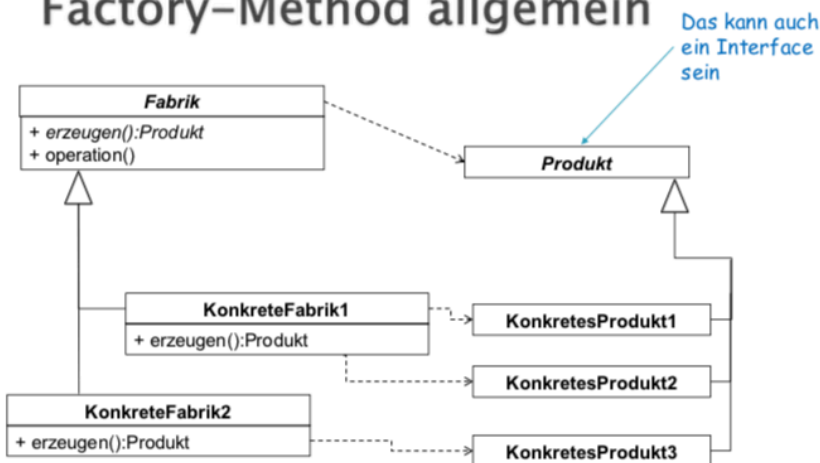 Factory-Method allgemein
Das kann auch
ein Interface
sein
Fabrik
+ erzeugen():Produkt
+ operation()
Produkt
KonkreteFabrik1
+ erzeugen():Produkt
KonkretesProdukt1
KonkretesProdukt2
KonkreteFabrik2
+ erzeugen():Produkt
KonkretesProdukt3